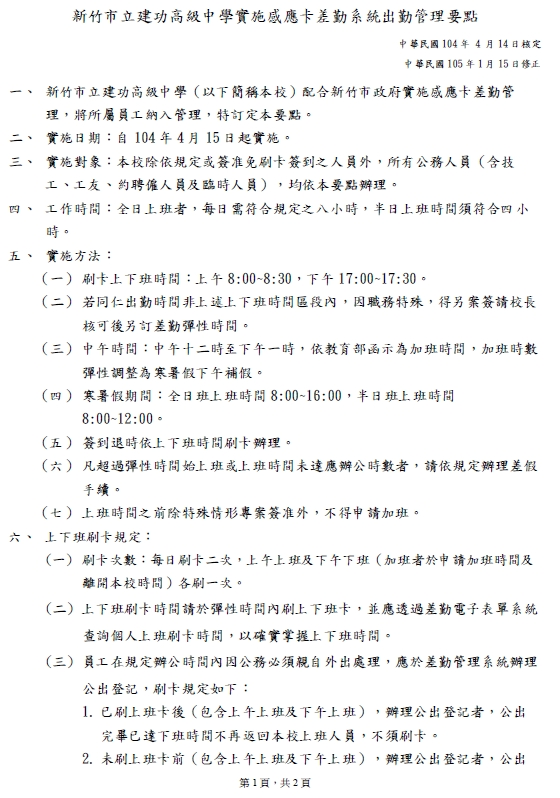 新竹市立建功高級中學實施感應卡差勤系統出勤管理要點
中華民國104年 4月14日核定
中華民國105年1月15日修正
一、 新竹市立建功高級中學（以下簡稱本校）配合新竹市政府實施感應卡差勤管
理，將所屬員工納入管理，特訂定本要點。
二、 實施日期：自104年4月15日起實施。
三、 實施對象：本校除依規定或簽准免刷卡簽到之人員外，所有公務人員（含技
工、工友、約聘僱人員及臨時人員），均依本要點辦理。
四、 工作時間：全日上班者，每日需符合規定之八小時，半日上班時間須符合四小
時。
五、 實施方法：
（一）刷卡上下班時間：上午8:00~8:30，下午17:00~17:30。
（二）若同仁出勤時間非上述上下班時間區段內，因職務特殊，得另案簽請校長
核可後另訂差勤彈性時間。
（三）中午時間：中午十二時至下午一時，依教育部函示為加班時間，加班時數
彈性調整為寒暑假下午補假。
（四）寒暑假期間：全日班上班時間8:00~16:00，半日班上班時間
8:00~12:00。
（五）簽到退時依上下班時間刷卡辦理。
（六）凡超過彈性時間始上班或上班時間未達應辦公時數者，請依規定辦理差假
手續。
（七）上班時間之前除特殊情形專案簽准外，不得申請加班。
六、 上下班刷卡規定：
（一）刷卡次數：每日刷卡二次，上午上班及下午下班（加班者於申請加班時間及
離開本校時間）各刷一次。
（二）上下班刷卡時間請於彈性時間內刷上下班卡，並應透過差勤電子表單系統
查詢個人上班刷卡時間，以確實掌握上下班時間。
（三）員工在規定辦公時間內因公務必須親自外出處理，應於差勤管理系統辦理
公出登記，刷卡規定如下：
1. 已刷上班卡後（包含上午上班及下午上班），辦理公出登記者，公出
完畢已達下班時間不再返回本校上班人員，不須刷卡。
2. 未刷上班卡前（包含上午上班及下午上班），辦理公出登記者，公出
第1頁，共2頁